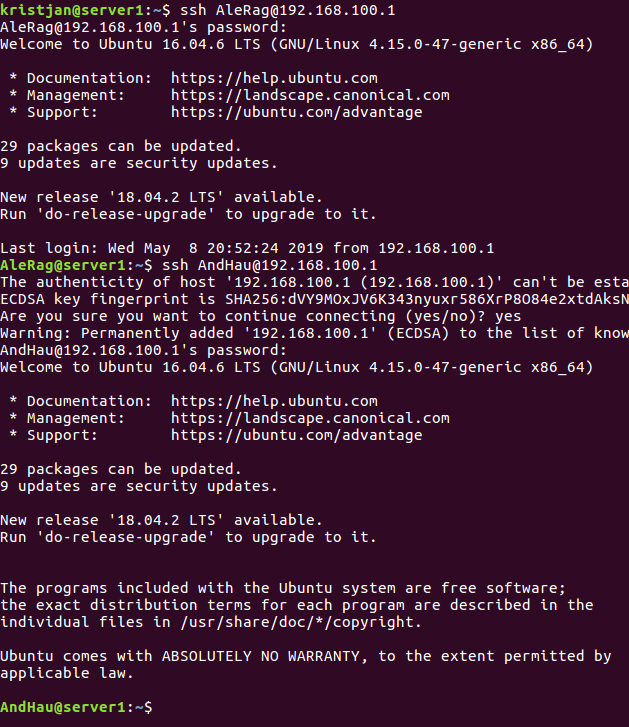 kristjan@server1:~$ ssh AleRag@192.168.100.1
AleRag@192.168.100.1's password:
Welcome to Ubuntu 16.04.6 LTS (GNU/Linux 4.15.0-47-generic x86_64)
* Documentation: https://help.ubuntu.com
* Management: https://landscape.canonical.com
* Support: https://ubuntu.com/advantage
29 packages can be updated.
9 updates are security updates.
New release '18.04.2 LTS' available.
Run 'do-release-upgrade' to upgrade to it.
Last login: Wed May 8 20:52:24 2019 from 192.168.100.1
AleRag@server1:~$ ssh AndHau@192.168.100.1
The authenticity of host '192.168.100.1 (192.168.100.1)' can't be esta
ECDSA key fingerprint is SHA256:dVY9MOxJV6K343nyuxr586XrP8O84e2xtdAksN
Are you sure you want to continue connecting (yes/no)? yes
Warning: Permanently added '192.168.100.1' (ECDSA) to the list of know
AndHau@192.168.100.1's password:
Welcome to Ubuntu 16.04.6 LTS (GNU/Linux 4.15.0-47-generic x86_64)
* Documentation: https://help.ubuntu.com
* Management: https://landscape.canonical.com
* Support: https://ubuntu.com/advantage
29 packages can be updated.
9 updates are security updates.
New release '18.04.2 LTS' available.
Run 'do-release-upgrade' to upgrade to it.
The programs included with the Ubuntu system are free software;
the exact distribution terms for each program are described in the
individual files in /usr/share/doc/*/copyright.
Ubuntu comes with ABSOLUTELY NO WARRANTY, to the extent permitted by
applicable law.
AndHau@server1:~$